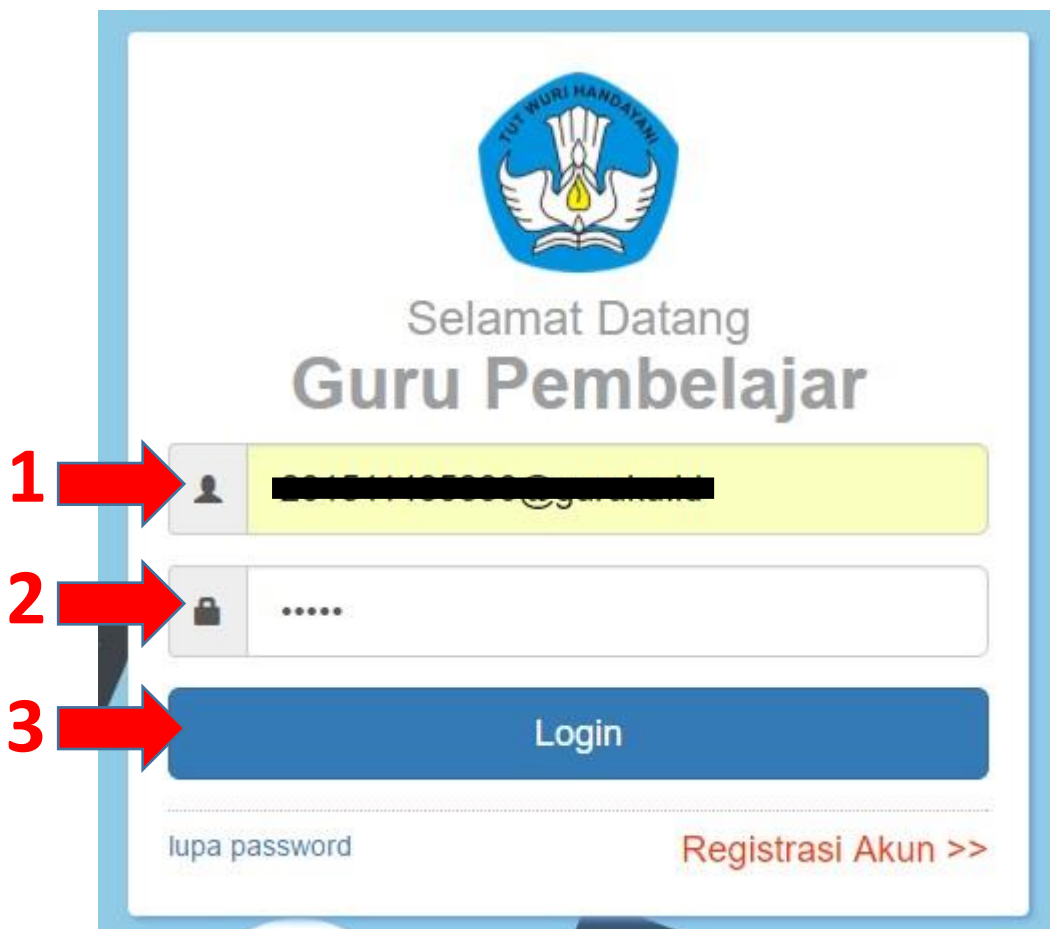 TUT WURI HANDAYANI
Selamat Datang
Guru Pembelajar
1
2
•••••
3
Login
lupa password
Registrasi Akun >>